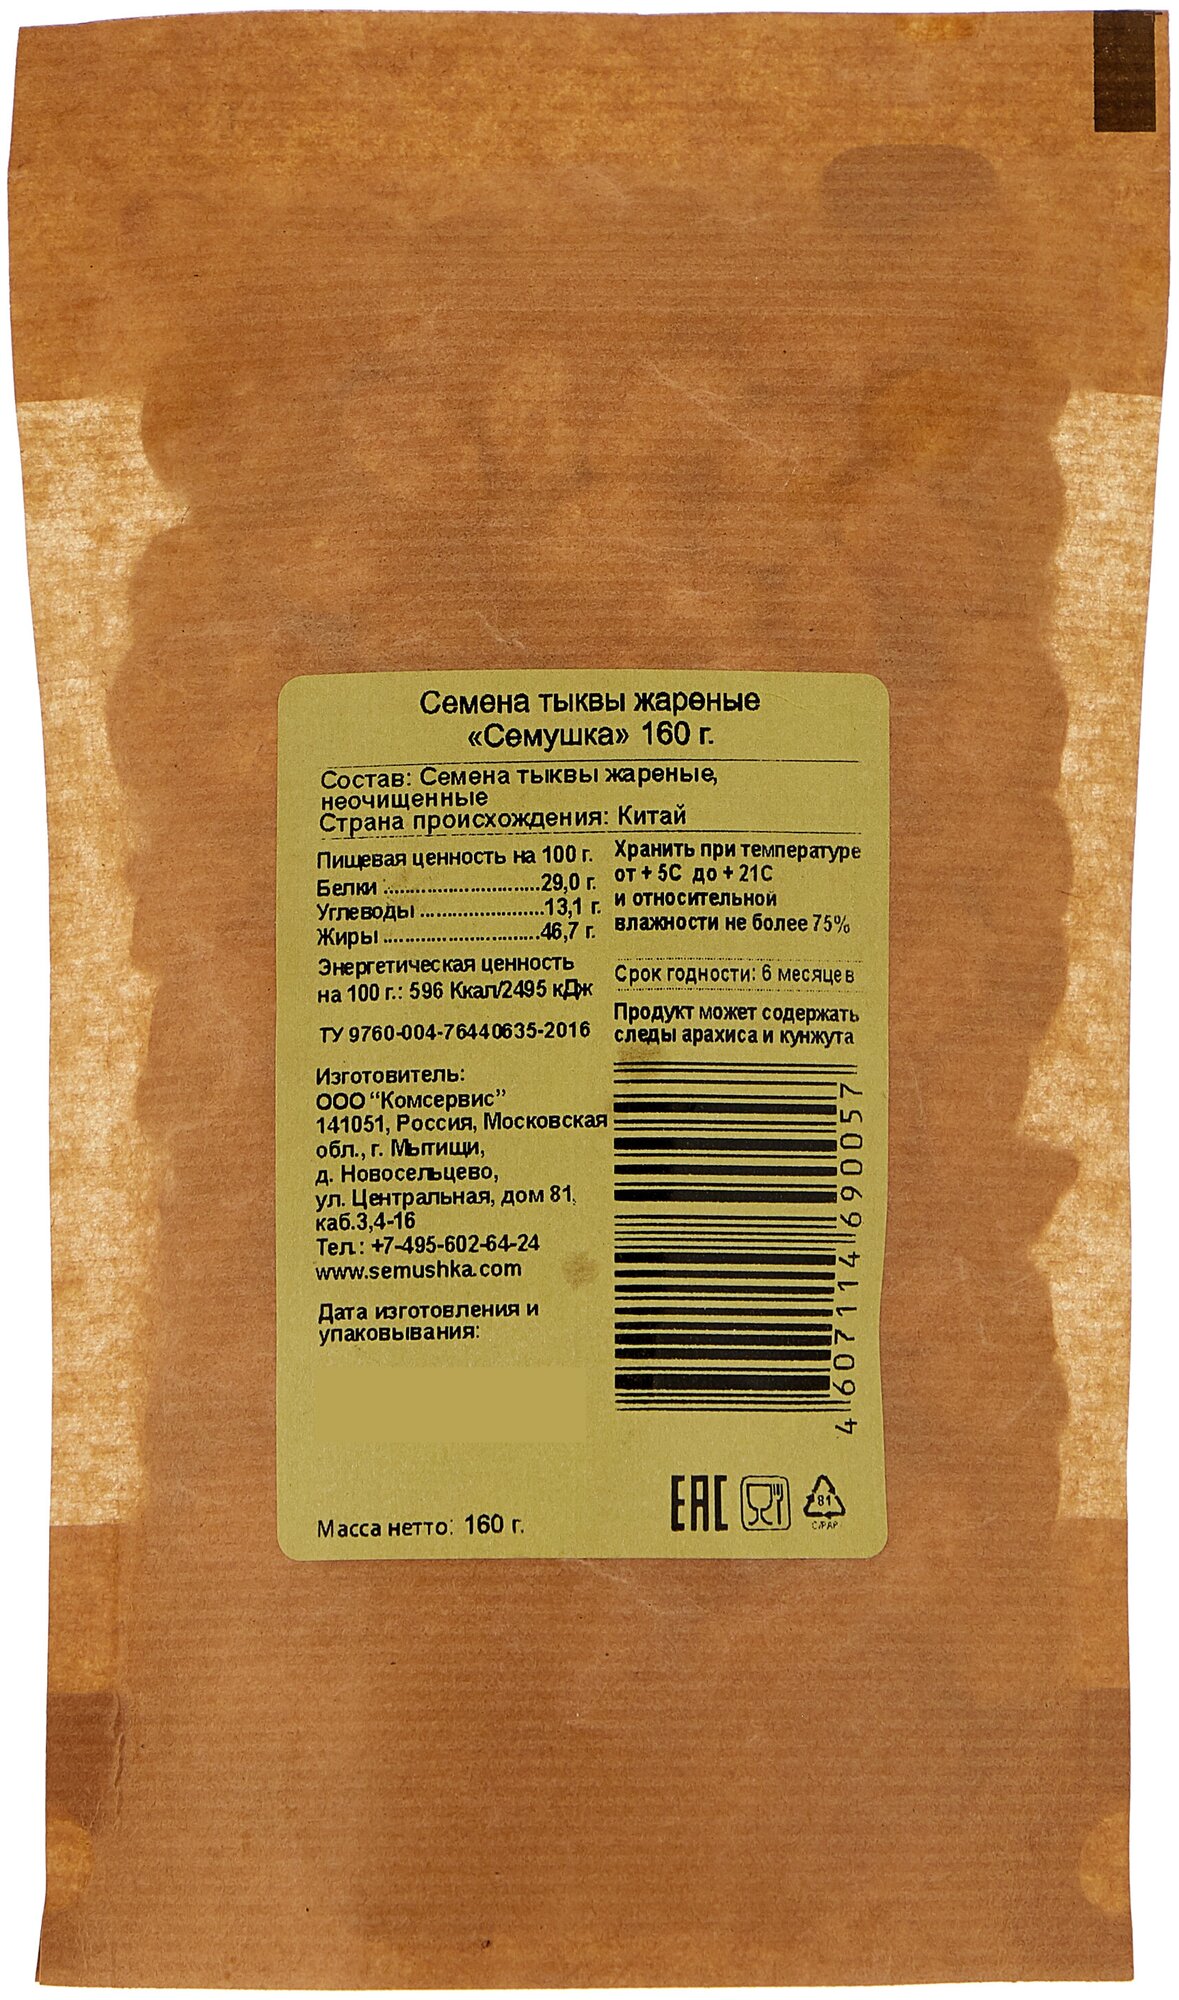 Семена тыквы жареные
«Семушка» 160 г.
Состав: Семена тыквы жареные,
неочищенные
Страна происхождения: Китай
Пищевая ценность на 100 г.
Белки ............................29,0 г.
Углеводы .......................13,1 г.
Жиры ............................46,7 г.
Энергетическая ценность
на 100 г.: 596 Ккал/2495 кДж
ТУ 9760-004-76440635-2016
Изготовитель:
ООО “Комсервис”
141051, Россия, Московская
обл., г. Мытищи,
д. Новосельцево,
ул. Центральная, дом 81,
каб.3,4-16
Тел.: +7-495-602-64-24
www.semushka.com
Дата изготовления и
упаковывания:
Масса нетто: 160 г.
Хранить при температуре
от + 5С до + 21С
и относительной
влажности не более 75%
Срок годности: 6 месяцев
Продукт может содержать
следы арахиса и кунжута
4 607114 690057
EAC
81
C/PAP